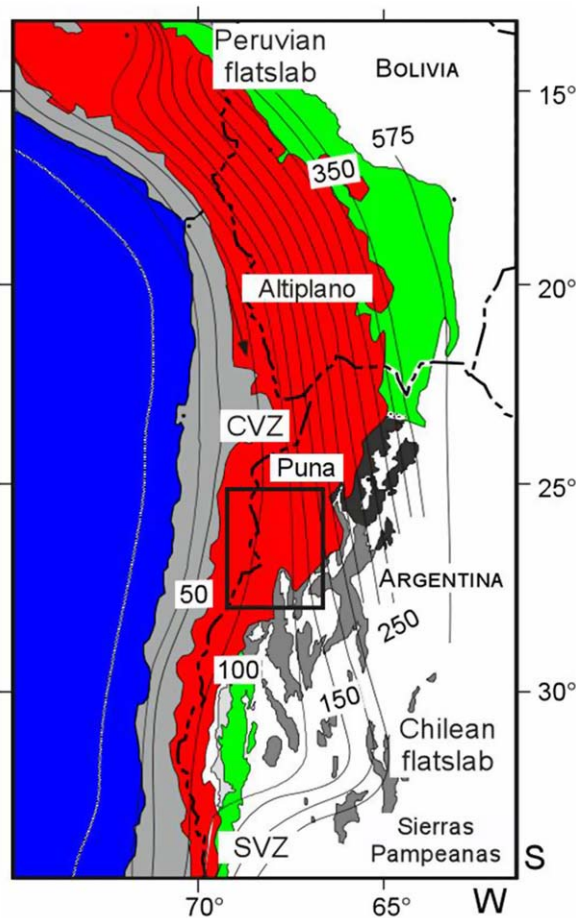 Peruvian
flatslab
BOLIVIA
15°
575
350
Altiplano
20°
CVZ
Puna
25°
ARGENTINA
50
250
100
150
30°
Chilean
flatslab
SVZ
Sierras
Pampeanas
S
70°
65°
W